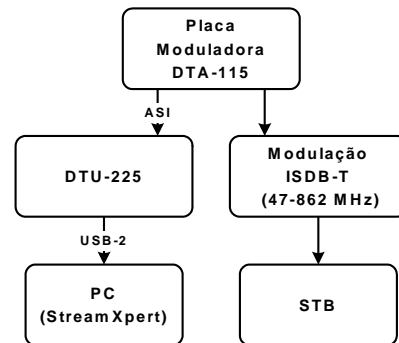 Placa
Moduladora
DTA-115
ASI
DTU-225
Modulação
ISDB-T
(47-862 MHz)
USB-2
PC
(StreamXpert)
STB